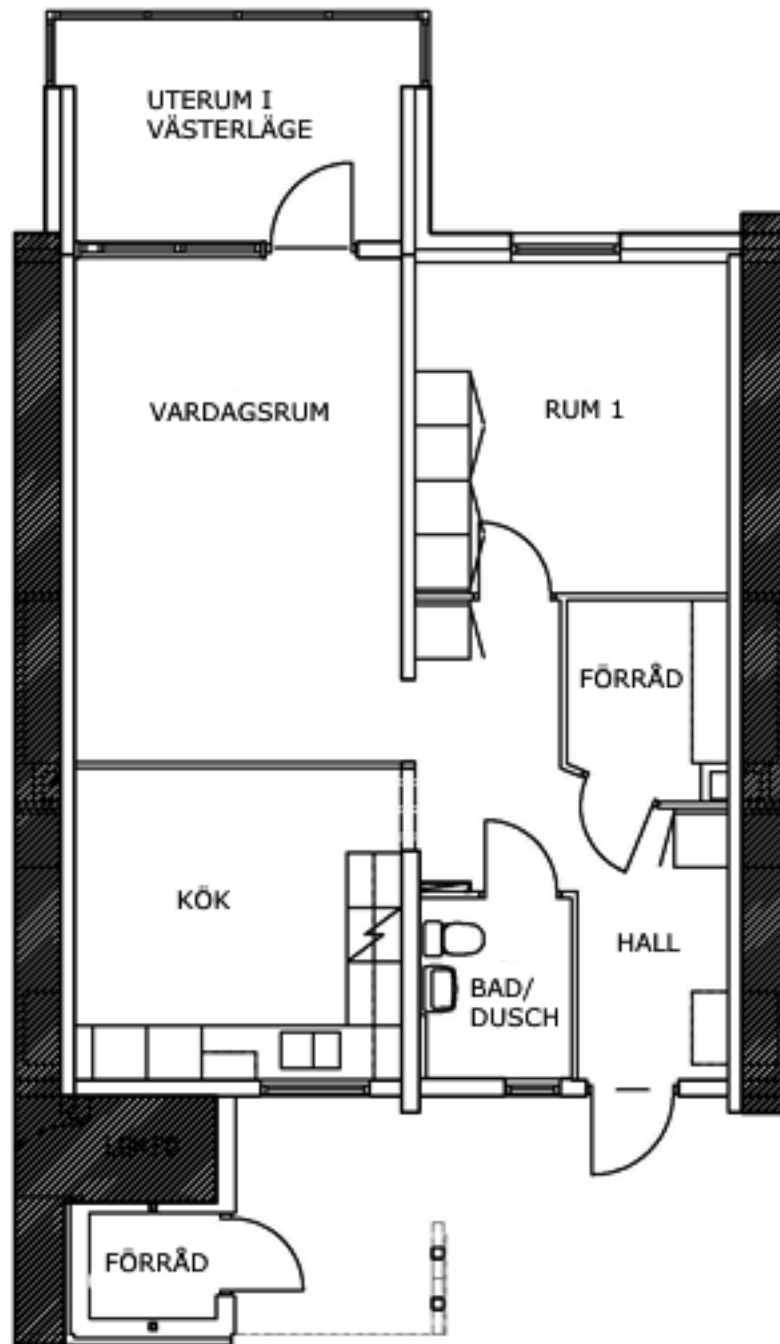 UTERUM I
VÄSTERLÄGE
VARDAGSRUM
RUM 1
FÖRRÅD
KÖK
HALL
BAD/
DUSCH
FÖRRÅD